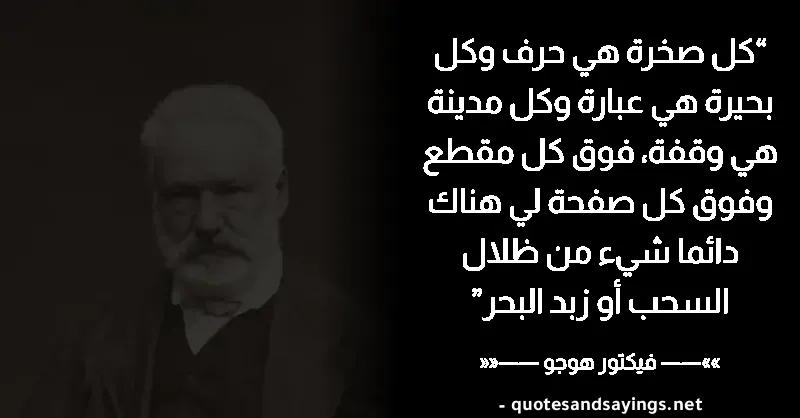 “كل صخرة هي حرف وكل
بحيرة هي عبارة وكل مدينة
هي وقفة، فوق كل مقطع
وفوق كل صفحة لي هناك
دائما شيء من ظلال
السحب أو زبد البحر”
»»—— فيكتور هوجو ——««
- quotesandsayings.net